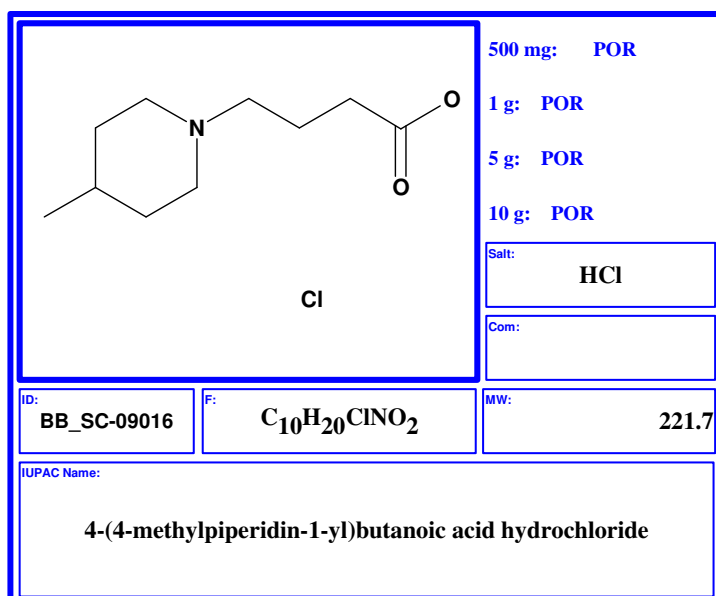 500 mg: POR
1 g: POR
5 g: POR
10 g: POR
N
O
O
Cl
Salt:
HCl
Com:
ID:
BB_SC-09016
F:
C10H20ClNO2
MW:
221.7
IUPAC Name:
4-(4-methylpiperidin-1-yl)butanoic acid hydrochloride